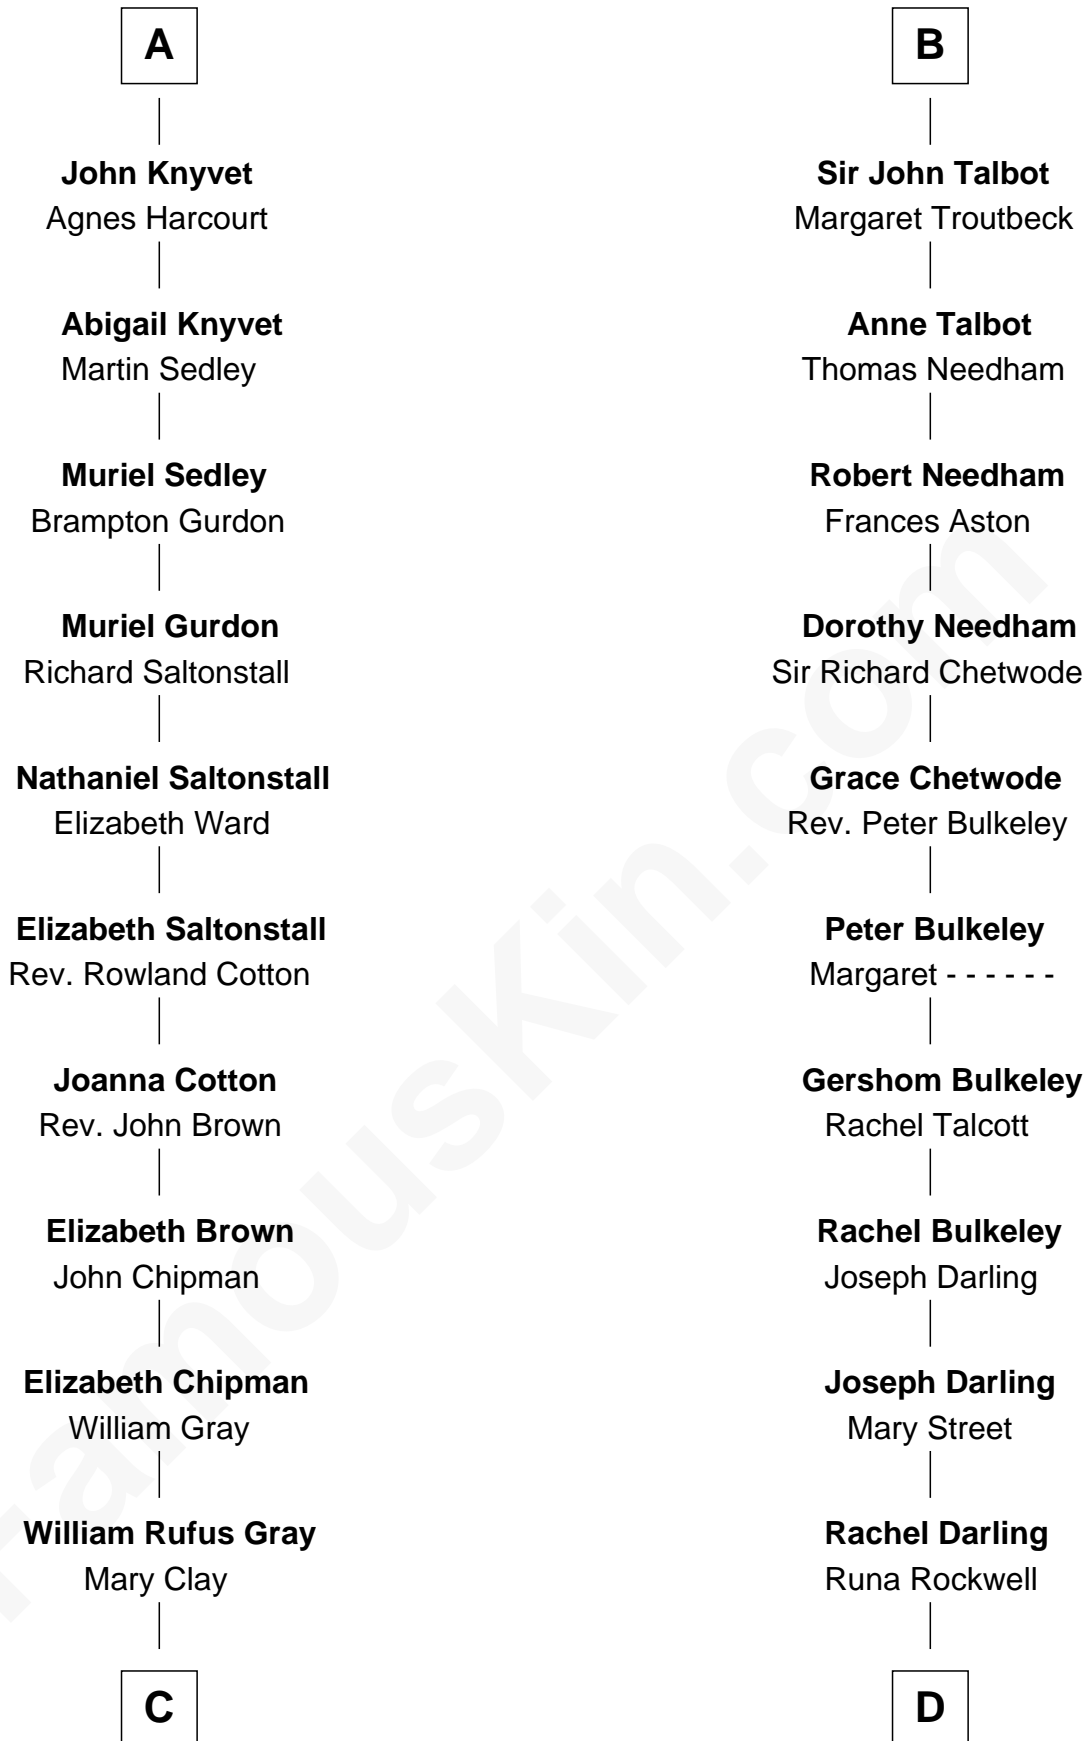 A
John Knyvet
Agnes Harcourt
Abigail Knyvet
Martin Sedley
Muriel Sedley
Brampton Gurdon
Muriel Gurdon
Richard Saltonstall
Nathaniel Saltonstall
Elizabeth Ward
Elizabeth Saltonstall
Rev. Rowland Cotton
Joanna Cotton
Rev. John Brown
Elizabeth Brown
John Chipman
Elizabeth Chipman
William Gray
William Rufus Gray
Mary Clay
C
B
Sir John Talbot
Margaret Troutbeck
Anne Talbot
Thomas Needham
Robert Needham
Frances Aston
Dorothy Needham
Sir Richard Chetwode
Grace Chetwode
Rev. Peter Bulkeley
Peter Bulkeley
Margaret - - - - - -
Gershom Bulkeley
Rachel Talcott
Rachel Bulkeley
Joseph Darling
Joseph Darling
Mary Street
Rachel Darling
Runa Rockwell
D
FamousKin.com